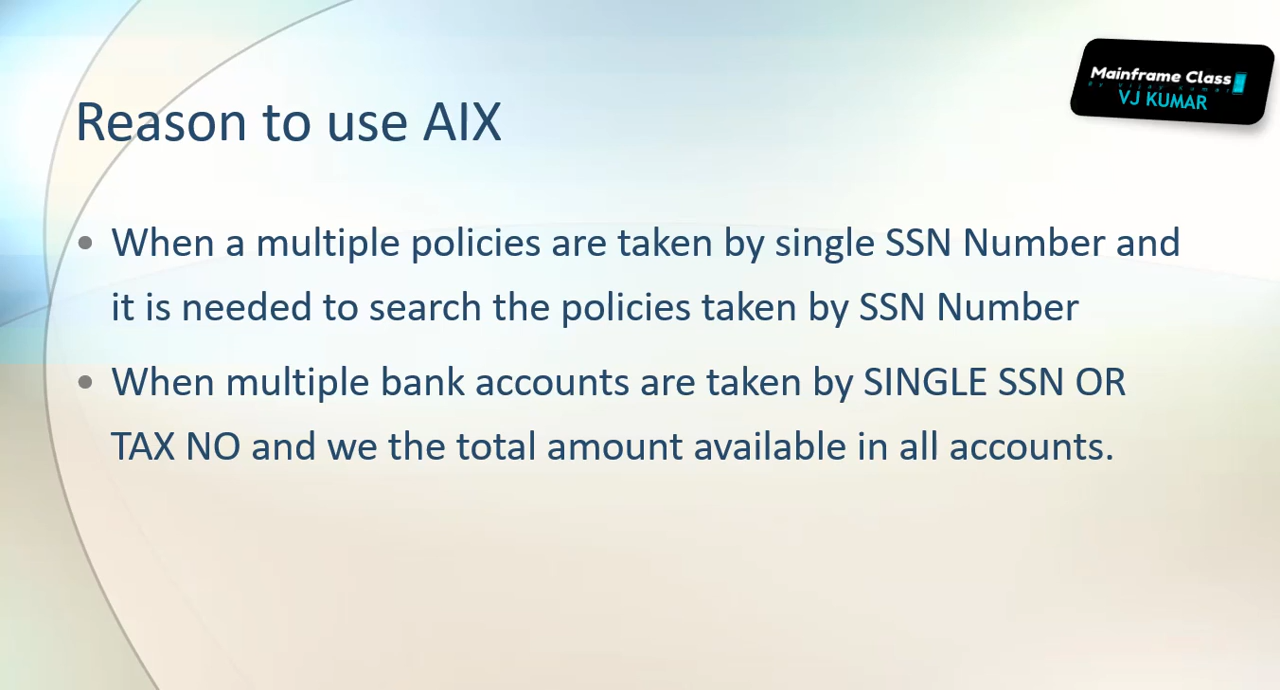 Mainframe Class
VJ KUMAR
Reason to use AIX
• When a multiple policies are taken by single SSN Number and
it is needed to search the policies taken by SSN Number
• When multiple bank accounts are taken by SINGLE SSN OR
TAX NO and we the total amount available in all accounts.